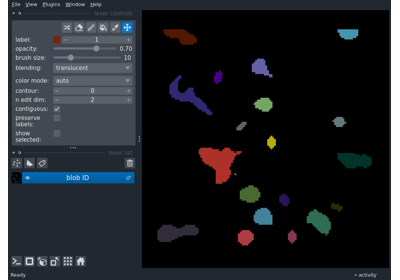 File View Plugins Window Help
layer controls
label: 1
opacity: 0.70
brush size: 10
blending: translucent
color mode: auto
contour: 0
n edit dim: 2
contiguous:
preserve
labels:
show
selected:
layer list
blob ID
Ready
activity